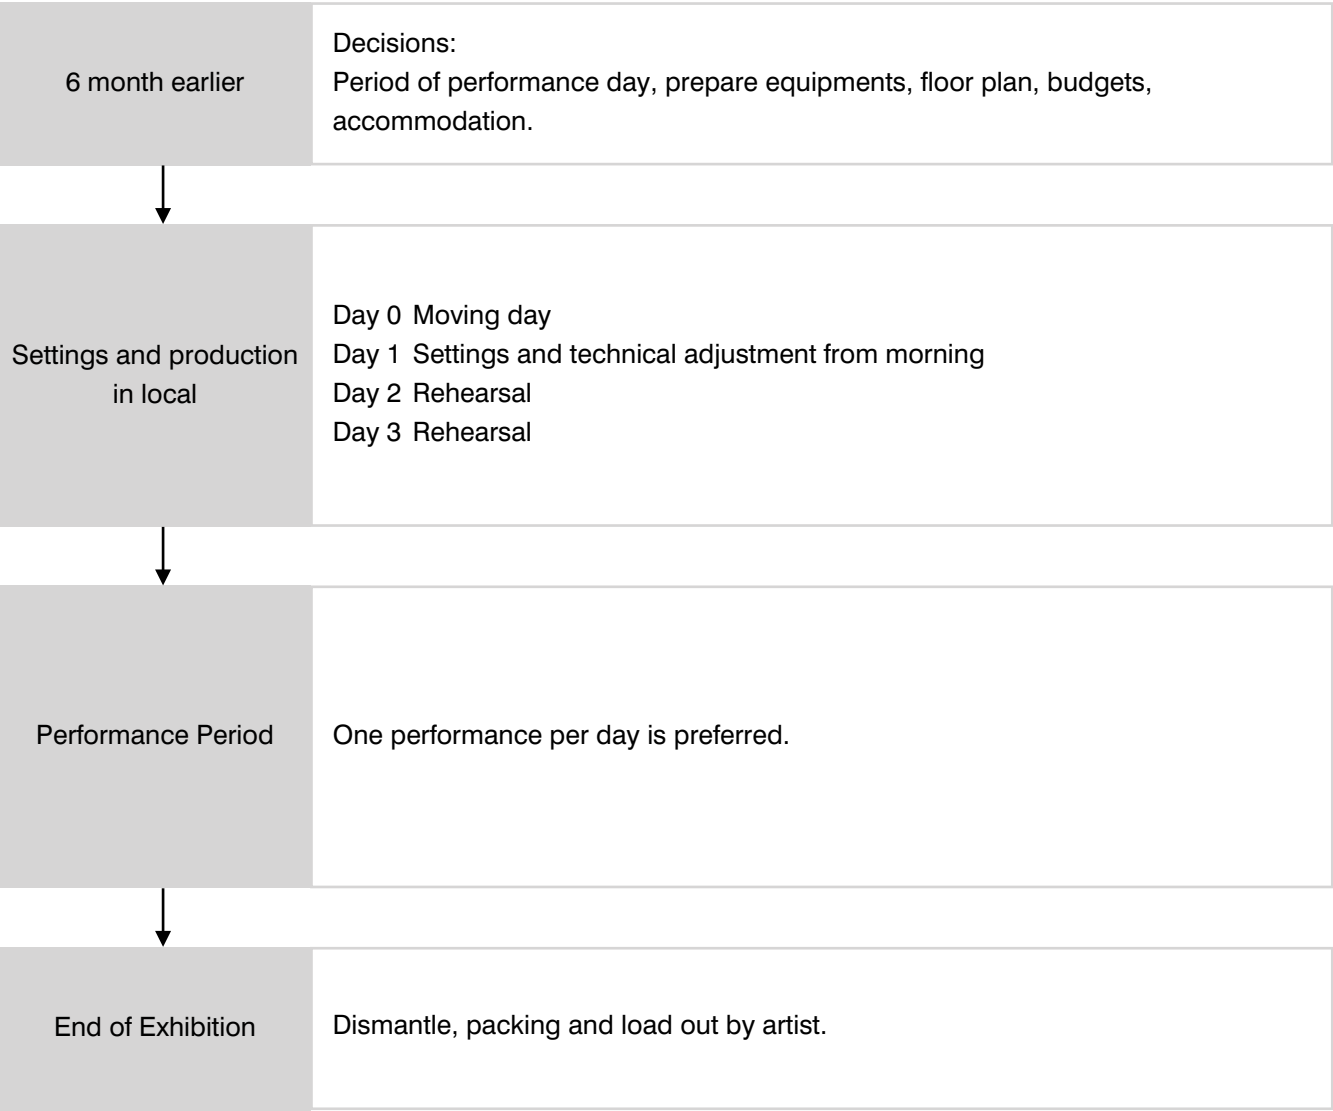 6 month earlier
Decisions:
Period of performance day, prepare equipments, floor plan, budgets,
accommodation.
Settings and production
in local
Day 0 Moving day
Day 1 Settings and technical adjustment from morning
Day 2 Rehearsal
Day 3 Rehearsal
Performance Period
One performance per day is preferred.
End of Exhibition
Dismantle, packing and load out by artist.